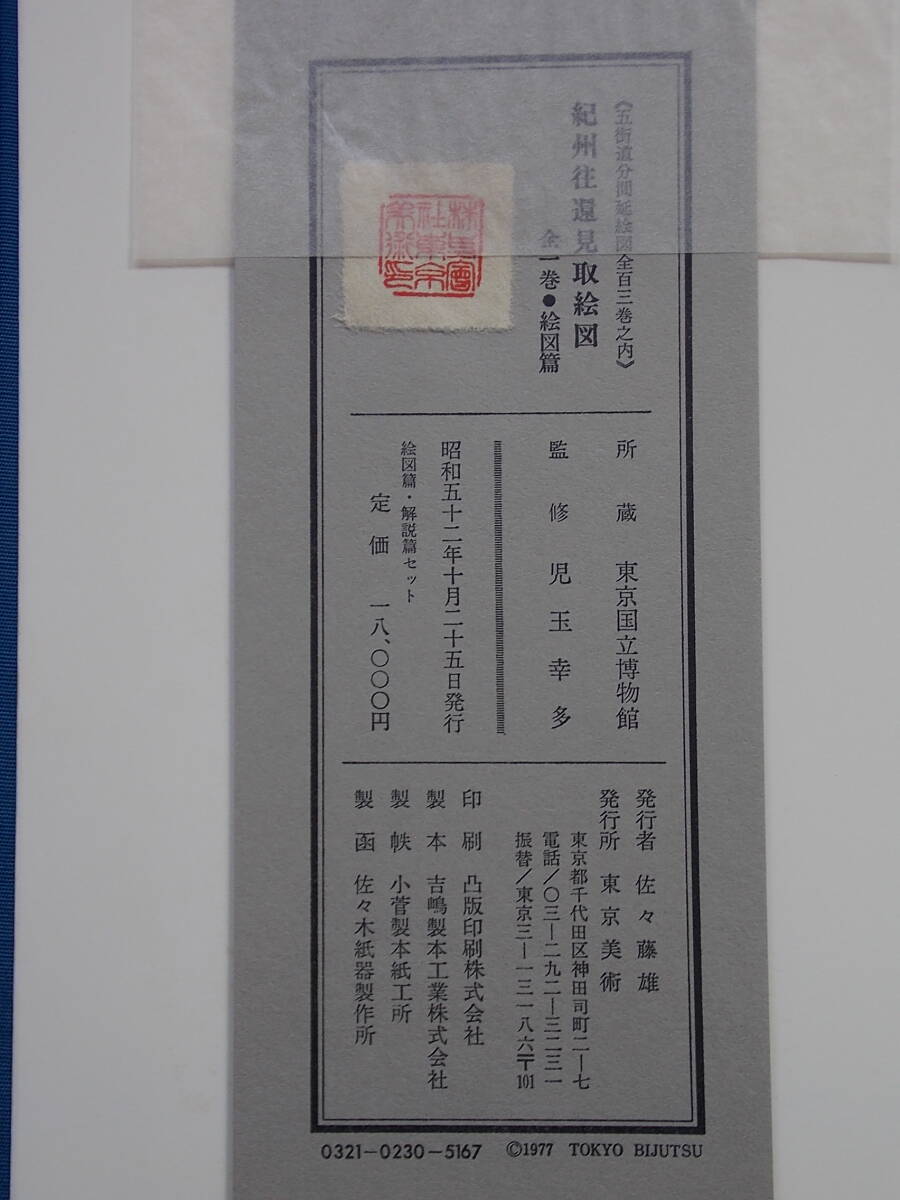 《五街道分間延絵図全百三巻之内》
紀州往還見取絵図
全一巻●絵図篇
所蔵 東京国立博物館
監修 児玉幸多
昭和五十二年十月二十五日発行
絵図篇・解説篇セット
定価 一八、〇〇〇円
発行者 佐々藤雄
発行所 東京美術
東京都千代田区神田司町二―七
電話/〇三―二九二―三二三一
振替/東京三―一三一八六〒101
印刷 凸版印刷株式会社
製本 吉嶋製本工業株式会社
製帙 小菅製本紙工所
製函 佐々木紙器製作所
0321-0230-5167 ©1977 TOKYO BIJUTSU